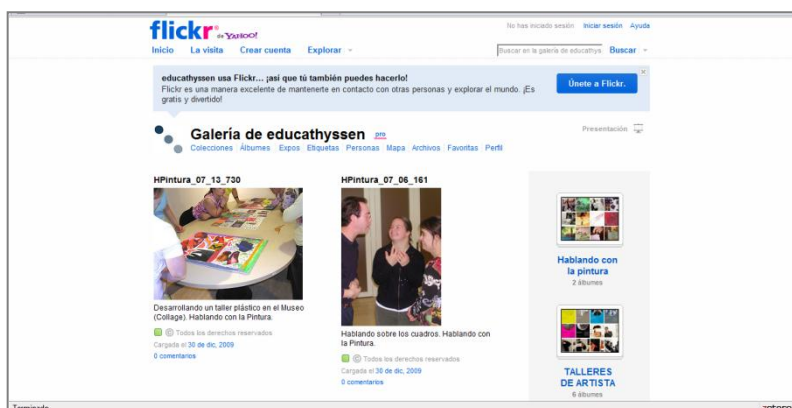 flickr® de YAHOO!
No has iniciado sesión Iniciar sesión Ayuda
Inicio La visita Crear cuenta Explorar
Buscar en la galería de educathys Buscar
educathyssen usa Flickr... ¡así que tú también puedes hacerlo!
Flickr es una manera excelente de mantenerte en contacto con otras personas y explorar el mundo. ¡Es
gratis y divertido!
Únete a Flickr.
Galería de educathyssen pro
Presentación
Colecciones Álbumes Expos Etiquetas Personas Mapa Archivos Favoritas Perfil
HPintura_07_13_730
Desarrollando un taller plástico en el Museo
(Collage). Hablando con la Pintura.
© Todos los derechos reservados
Cargada el 30 de dic, 2009
0 comentarios
HPintura_07_06_161
Hablando sobre los cuadros. Hablando con
la Pintura.
© Todos los derechos reservados
Cargada el 30 de dic, 2009
0 comentarios
Hablando con
la pintura
2 álbumes
TALLERES
DE ARTISTA
6 álbumes
Terminado